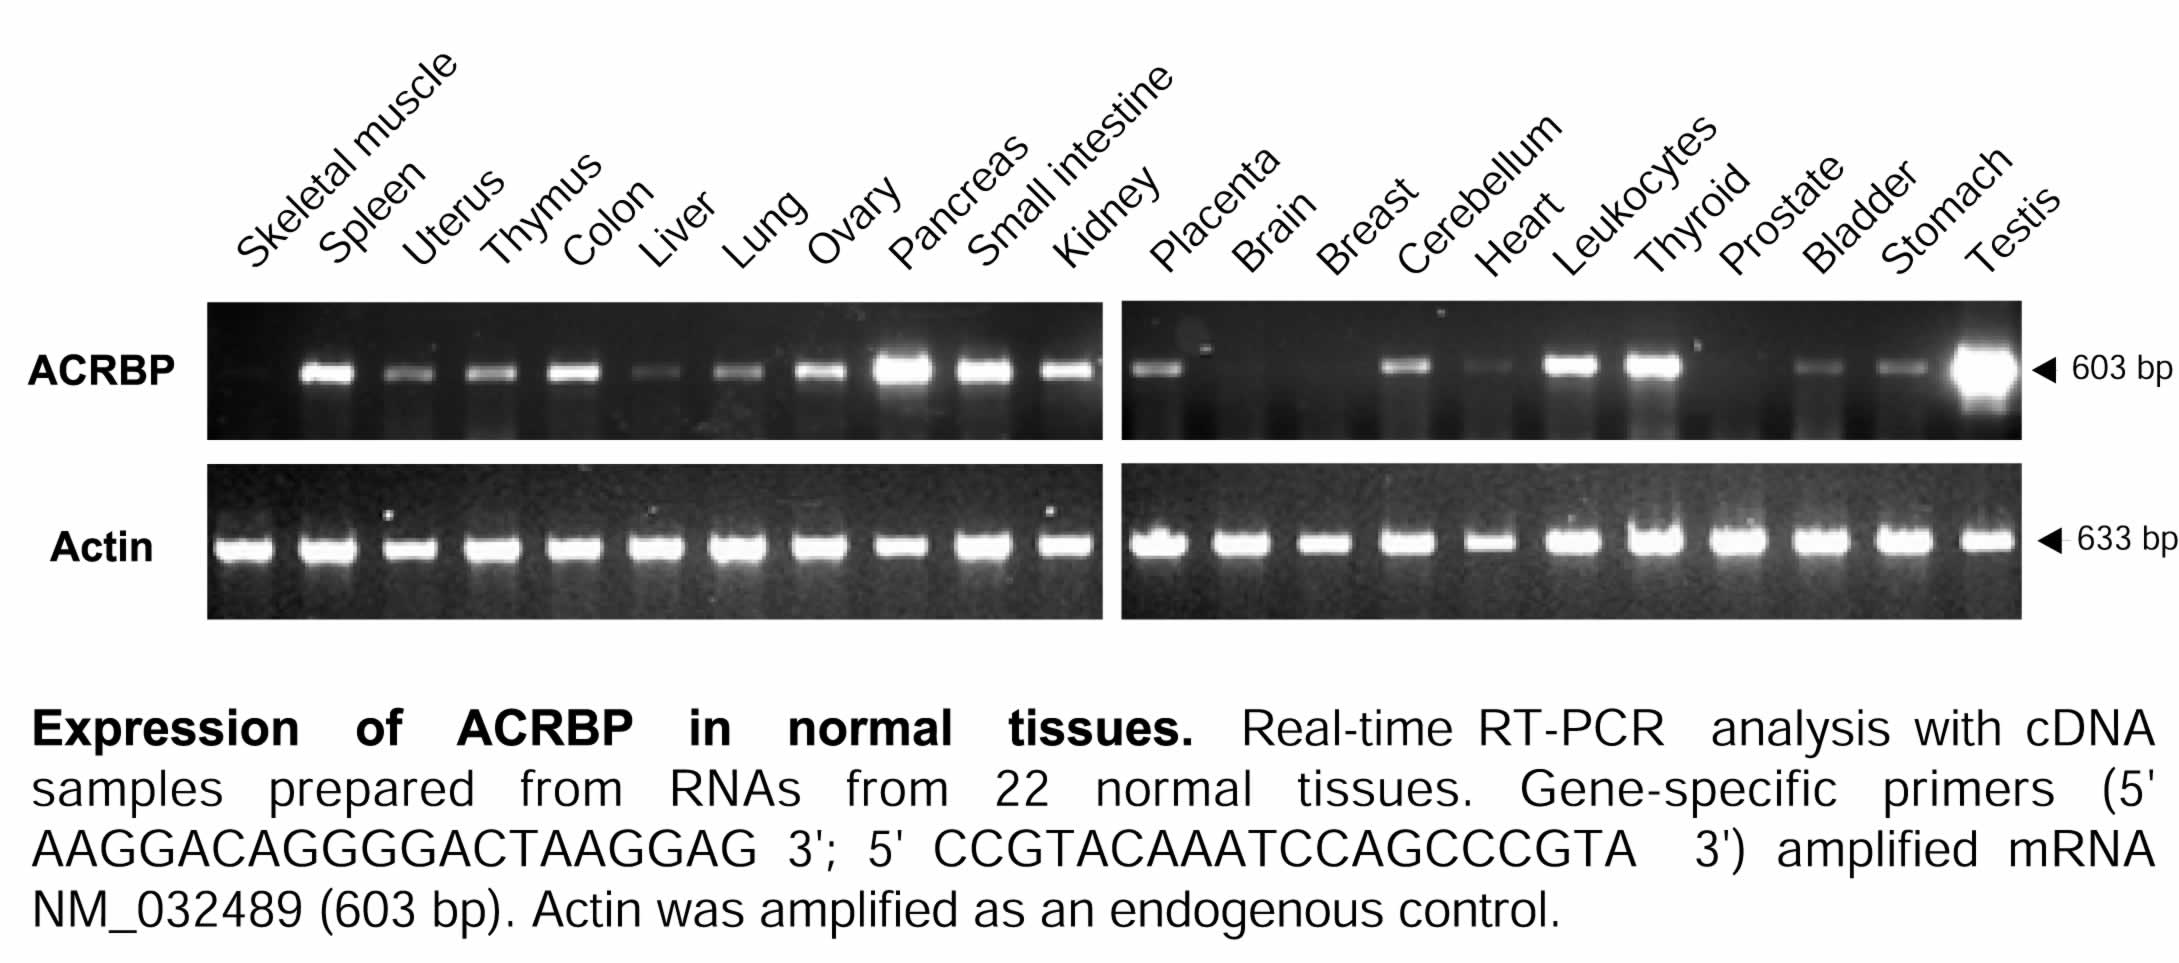 Skeletal muscle
Spleen
Uterus
Thymus
Colon
Liver
Lung
Ovary
Pancreas
Small intestine
Kidney
Placenta
Brain
Breast
Cerebellum
Heart
Leukocytes
Thyroid
Prostate
Bladder
Stomach
Testis
ACRBP
603 bp
Actin
633 bp
Expression of ACRBP in normal tissues. Real-time RT-PCR analysis with cDNA
samples prepared from RNAs from 22 normal tissues. Gene-specific primers (5'
AAGGACAGGGGACTAAGGAG 3'; 5' CCGTACAAATCCAGCCCGTA 3') amplified mRNA
NM_032489 (603 bp). Actin was amplified as an endogenous control.